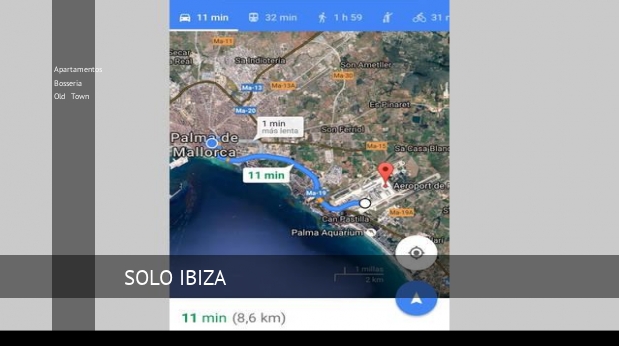 11 min 32 min 1 h 59 31 r
Ma-11
Secar
Real
Sa Indioteria
Son Ametller
Ma-30
Ma-13 Ma-13A
Es Pinaret
Ma-20
1 min
más lenta
Son Ferriol
Palma de
Mallorca
Ma-15
Sa Casa Blanc
11 min
Aeroport de P
Ma-19
Ma-19A
Can Pastilla
Palma Aquarium
1 millas
2 km
Apartamentos
Bosseria
Old Town
SOLO IBIZA
11 min (8,6 km)